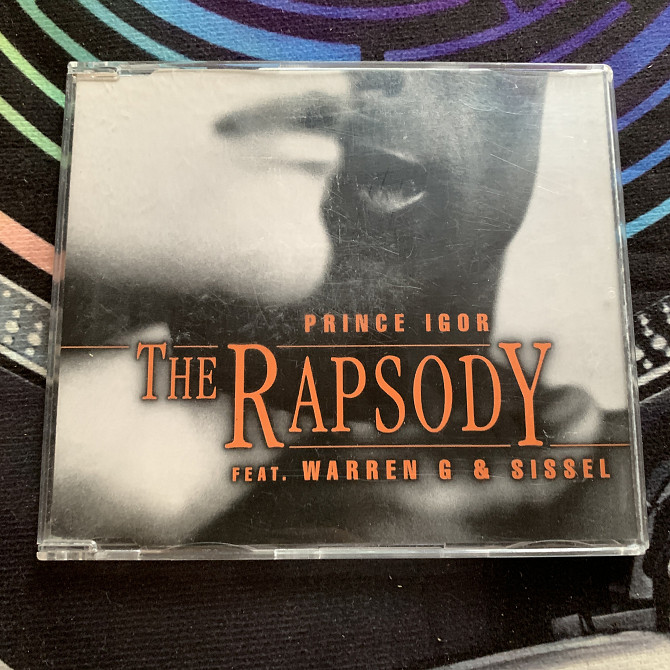 PRINCE IGOR
THE RAPSODY
FEAT. WARREN G & SISSEL